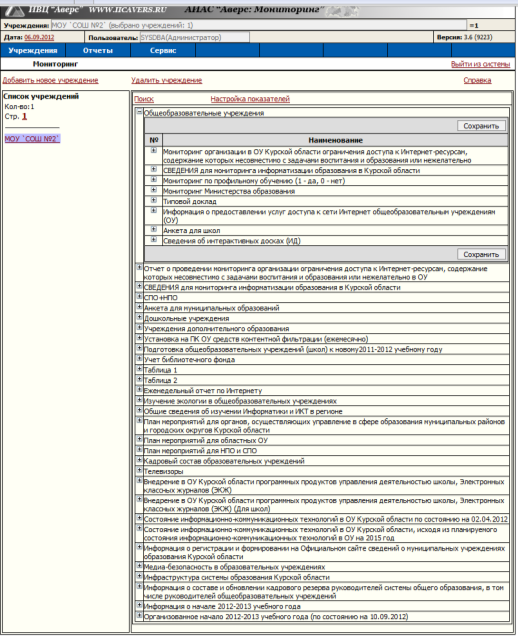 ИВЦ "Аверс" WWW.IICAVERS.RU АИАС "Аверс: Мониторинг"
Учреждения: МОУ `СОШ №2` (выбрано учреждений: 1) =1
Дата: 06.09.2012 Пользователь: SYSDBA(Администратор) Версия: 3.6 (9223)
Учреждения Отчеты Сервис
Мониторинг Выйти из системы
Добавить новое учреждение Удалить учреждение Справка
Список учреждений
Кол-во:1
Стр. 1
МОУ `СОШ №2`
Поиск Настройка показателей
Общеобразовательные учреждения
Сохранить
№ Наименование
Мониторинг организации в ОУ Курской области ограничения доступа к Интернет-ресурсам,
содержание которых несовместимо с задачами воспитания и образования или нежелательно
СВЕДЕНИЯ для мониторинга информатизации образования в Курской области
Мониторинг по профильному обучению (1 - да, 0 - нет)
Мониторинг Министерства образования
Типовой доклад
Информация о предоставлении услуг доступа к сети Интернет общеобразовательным учреждениям
(ОУ)
Анкета для школ
Сведения об интерактивных досках (ИД)
Сохранить
Отчет о проведении мониторинга организации ограничения доступа к Интернет-ресурсам, содержание
которых несовместимо с задачами воспитания и образования или нежелательно в ОУ
СВЕДЕНИЯ для мониторинга информатизации образования в Курской области
СПО+НПО
Анкета для муниципальных образований
Дошкольные учреждения
Учреждения дополнительного образования
Установка на ПК ОУ средств контентной фильтрации (ежемесячно)
Подготовка общеобразовательных учреждений (школ) к новому2011-2012 учебному году
Учет библиотечного фонда
Таблица 1
Таблица 2
Еженедельный отчет по Интернету
Изучение экологии в общеобразовательных учреждениях
Общие сведения об изучении Информатики и ИКТ в регионе
План мероприятий для органов, осуществляющих управление в сфере образования муниципальных районов
и городских округов Курской области
План мероприятий для областных ОУ
План мероприятий для НПО и СПО
Кадровый состав образовательных учреждений
Телевизоры
Внедрение в ОУ Курской области программных продуктов управления деятельностью школы, Электронных
классных журналов (ЭКЖ)
Внедрение в ОУ Курской области программных продуктов управления деятельностью школы, Электронных
классных журналов (ЭКЖ) (Для школ)
Состояние информационно-коммуникационных технологий в ОУ Курской области по состоянию на 02.04.2012
Состояние информационно-коммуникационных технологий в ОУ Курской области, исходя из планируемого
состояния информационно-коммуникационных технологий в ОУ на 2015 год
Информация о регистрации и формировании на Официальном сайте сведений о муниципальных учреждениях
образования Курской области
Медиа-безопасность в образовательных учреждениях
Инфраструктура системы образования Курской области
Информация о составе и обновлении кадрового резерва руководителей системы общего образования, в том
числе руководителей общеобразовательных учреждений
Информация о начале 2012-2013 учебного года
Организованное начало 2012-2013 учебного года (по состоянию на 10.09.2012)